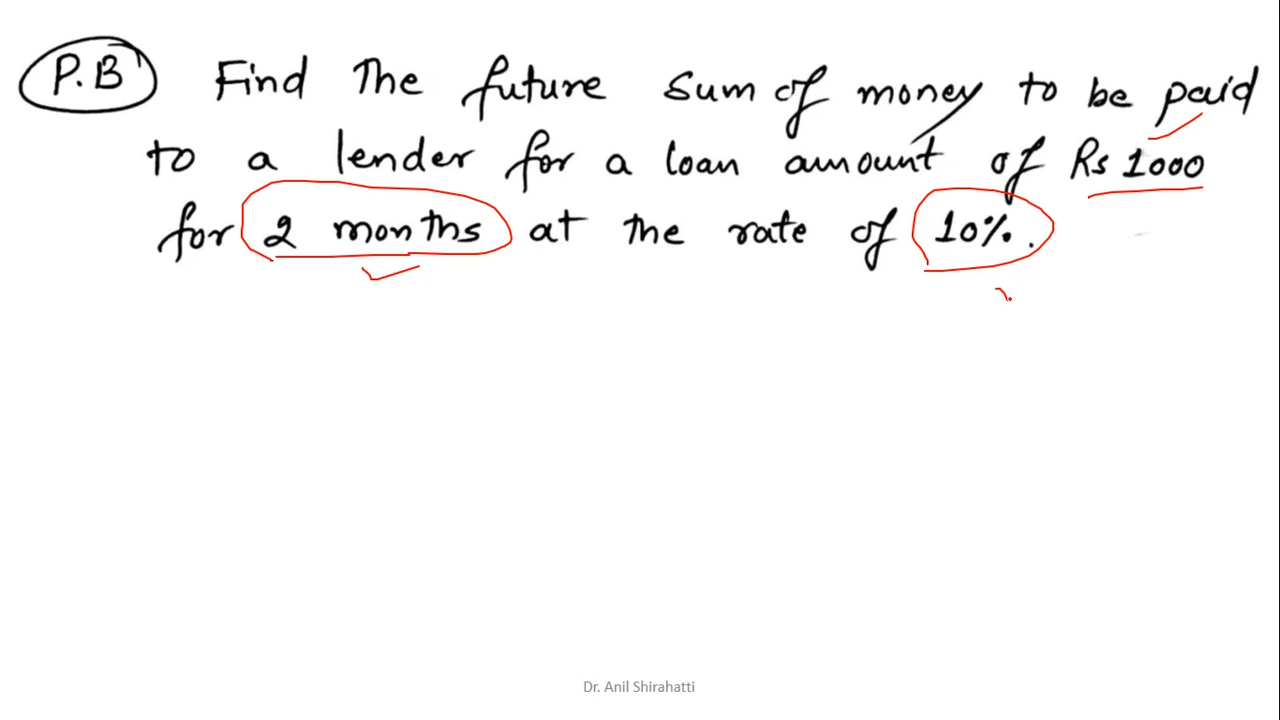 P.B Find The future sum of money to be paid
to a lender for a loan amount of Rs 1000
for 2 months at the rate of 10%.
Dr. Anil Shirahatti